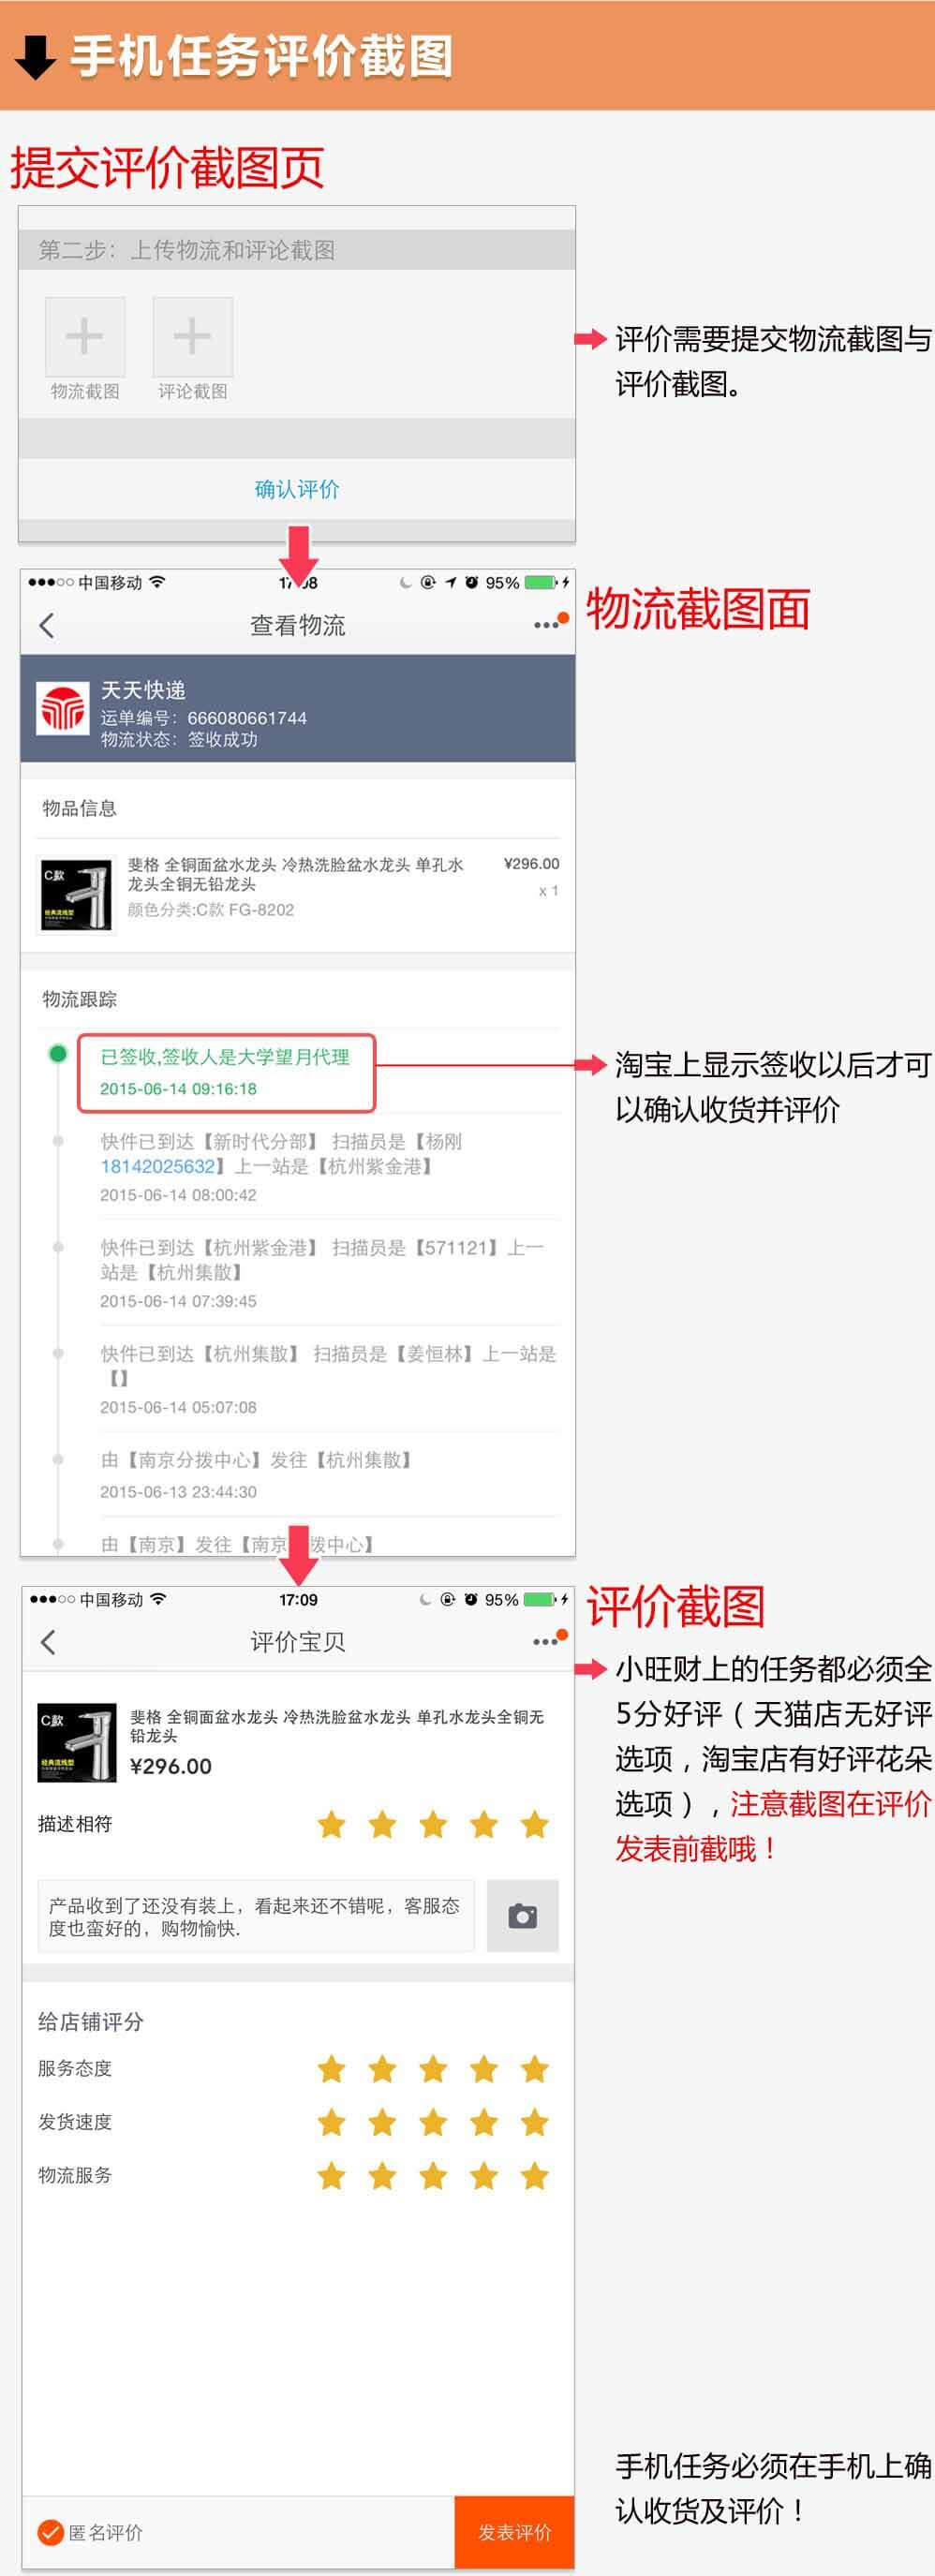 手机任务评价截图
提交评价截图页
第二步：上传物流和评论截图
物流截图 评论截图
确认评价
评价需要提交物流截图与
评价截图。
中国移动 95%
查看物流
物流截图面
天天快递
运单编号：666080661744
物流状态：签收成功
物品信息
C款
斐格 全铜面盆水龙头 冷热洗脸盆水龙头 单孔水
龙头全铜无铅龙头
¥296.00
x 1
颜色分类:C款 FG-8202
物流跟踪
已签收,签收人是大学望月代理
2015-06-14 09:16:18
淘宝上显示签收以后才可
以确认收货并评价
快件已到达【新时代分部】 扫描员是【杨刚
18142025632】上一站是【杭州紫金港】
2015-06-14 08:00:42
快件已到达【杭州紫金港】 扫描员是【571121】上一
站是【杭州集散】
2015-06-14 07:39:45
快件已到达【杭州集散】 扫描员是【姜恒林】上一站是
【】
2015-06-14 05:07:08
由【南京分拨中心】发往【杭州集散】
2015-06-13 23:44:30
由【南京】发往【南京 拨中心】
中国移动 17:09 95%
评价宝贝
评价截图
C款
斐格 全铜面盆水龙头 冷热洗脸盆水龙头 单孔水龙头全铜无
铅龙头
¥296.00
描述相符
小旺财上的任务都必须全
5分好评（天猫店无好评
选项，淘宝店有好评花朵
选项），注意截图在评价
发表前截哦！
产品收到了还没有装上，看起来还不错呢，客服态
度也蛮好的，购物愉快.
给店铺评分
服务态度
发货速度
物流服务
手机任务必须在手机上确
认收货及评价！
匿名评价
发表评价